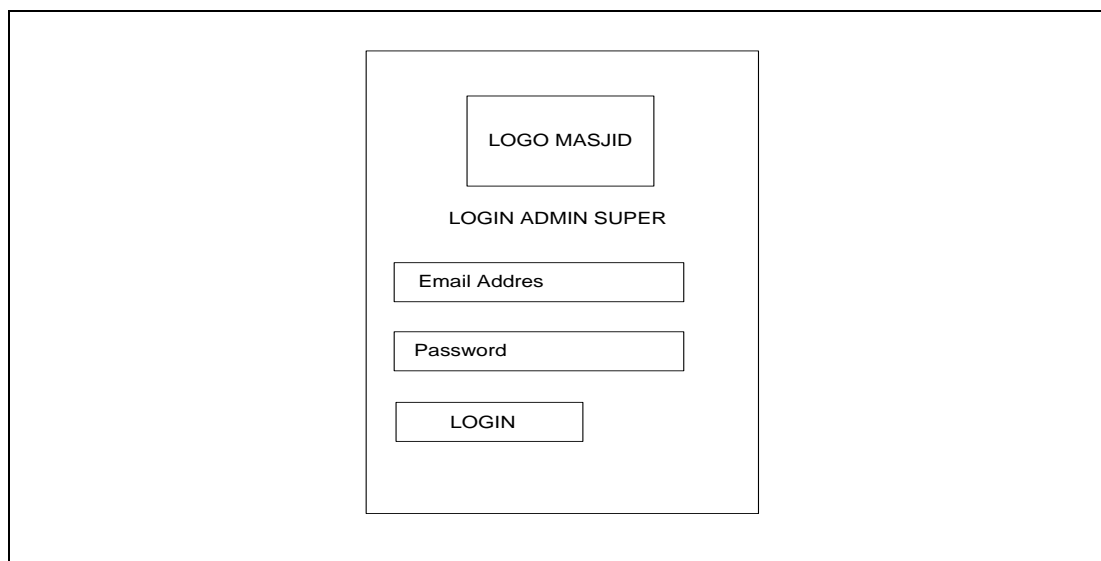 LOGO MASJID
LOGIN ADMIN SUPER
Email Addres
Password
LOGIN